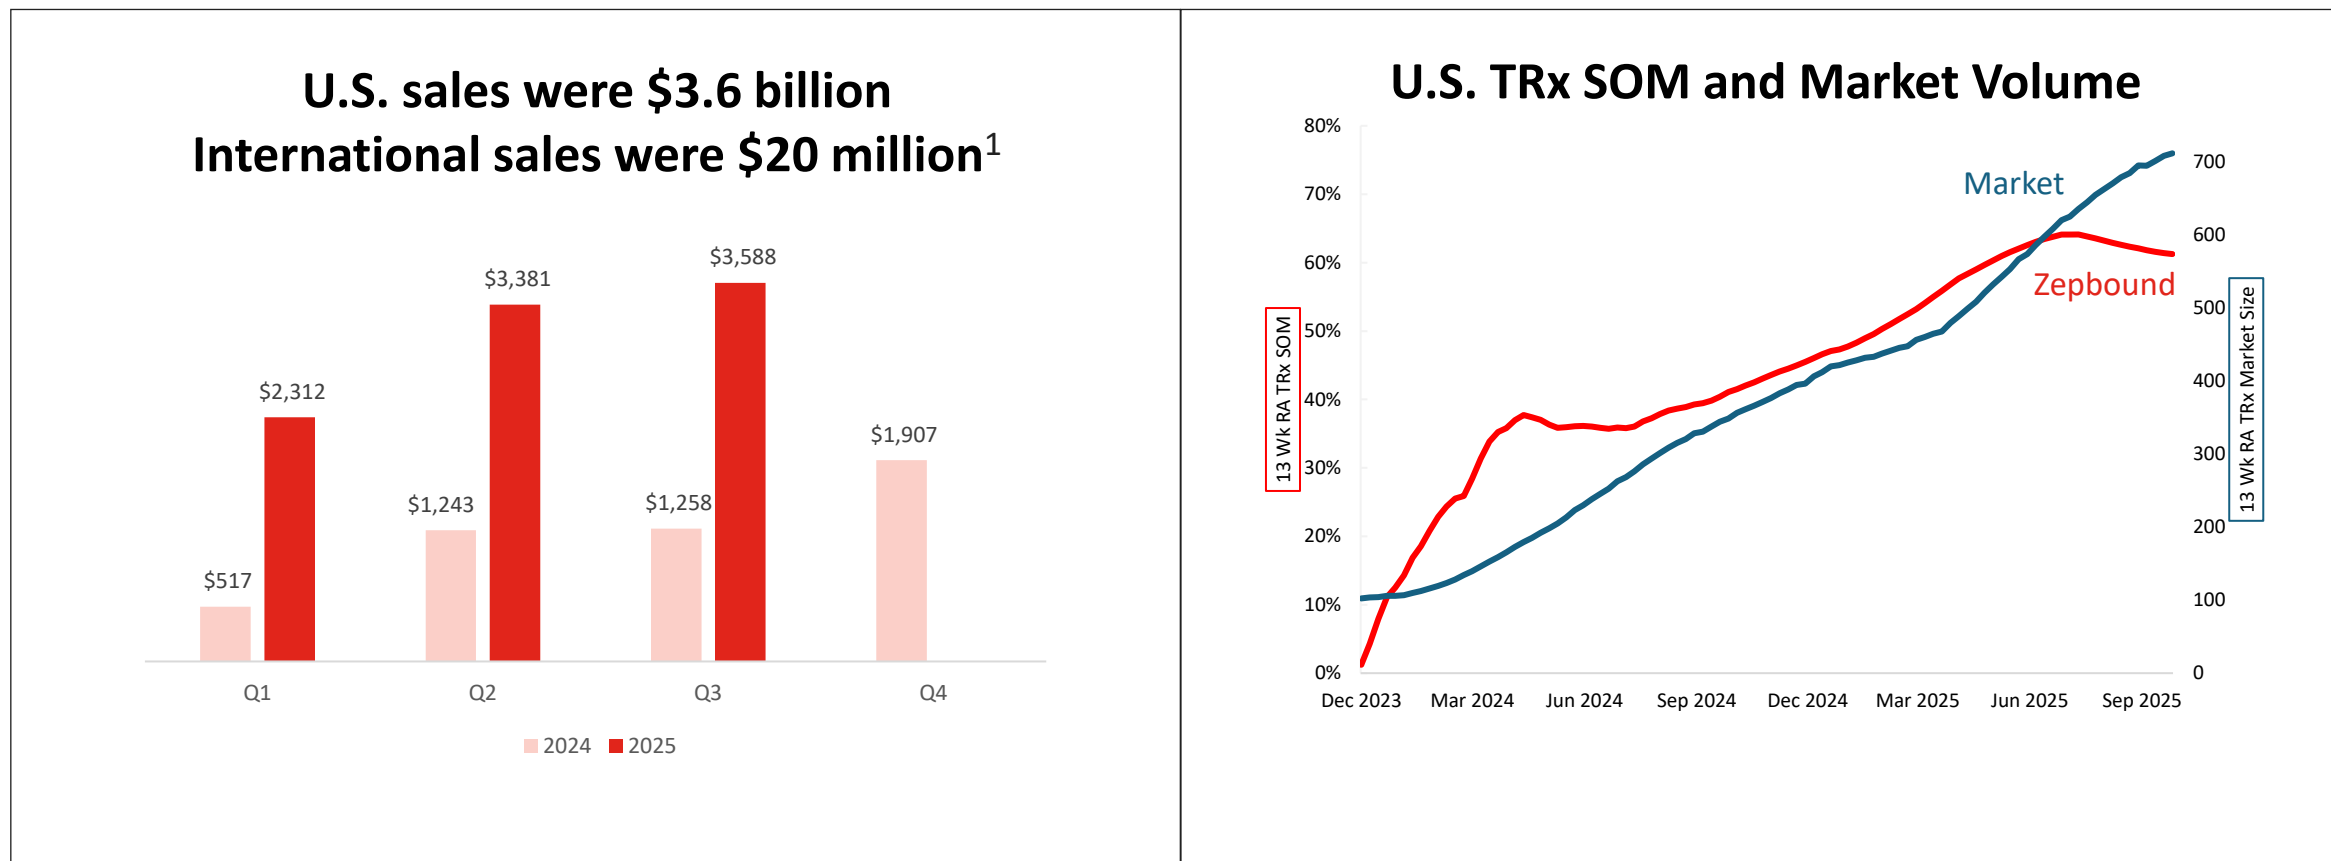 U.S. sales were $3.6 billion
International sales were $20 million1
$517
$2,312
$1,243
$3,381
$1,258
$3,588
$1,907
Q1
Q2
Q3
Q4
2024
2025
U.S. TRx SOM and Market Volume
13 Wk RA TRx SOM
80%
70%
60%
50%
40%
30%
20%
10%
0%
Market
Zepbound
700
600
500
400
300
200
100
0
13 Wk RA TRx Market Size
Dec 2023
Mar 2024
Jun 2024
Sep 2024
Dec 2024
Mar 2025
Jun 2025
Sep 2025